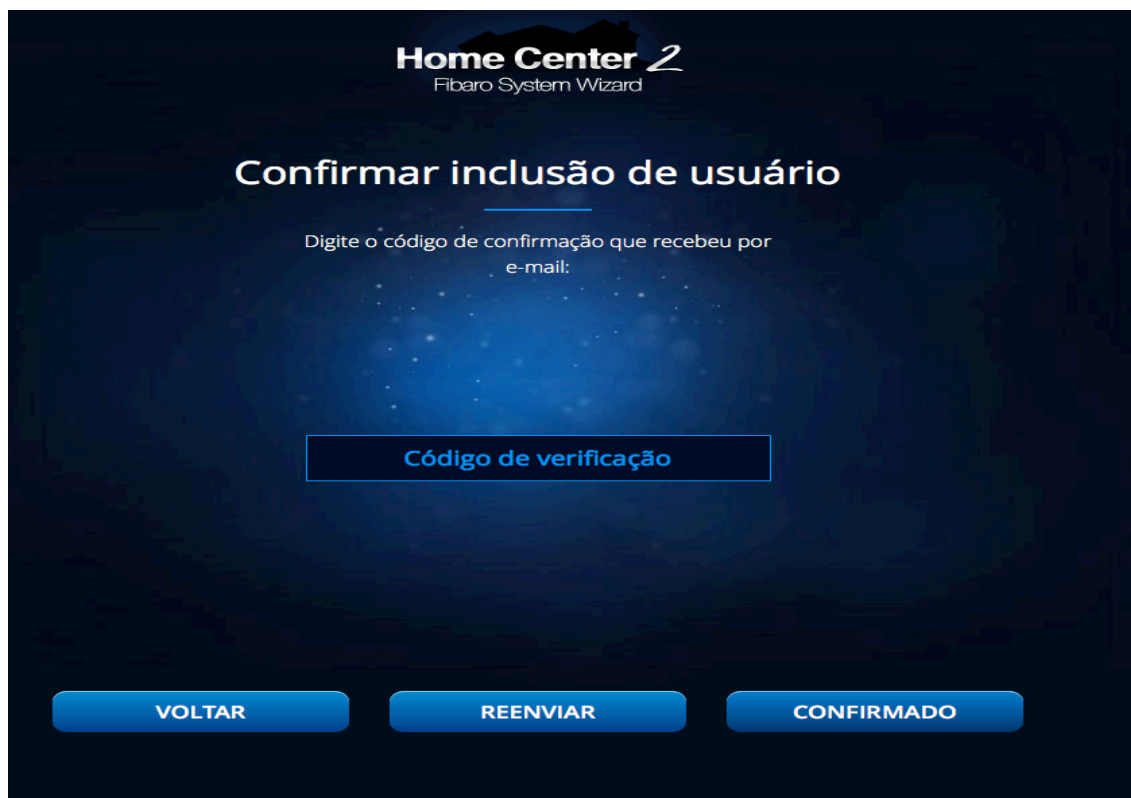 Home Center 2
Fibaro System Wizard
Confirmar inclusão de usuário
Digite o código de confirmação que recebeu por
e-mail:
Código de verificação
VOLTAR
REENVIAR
CONFIRMADO